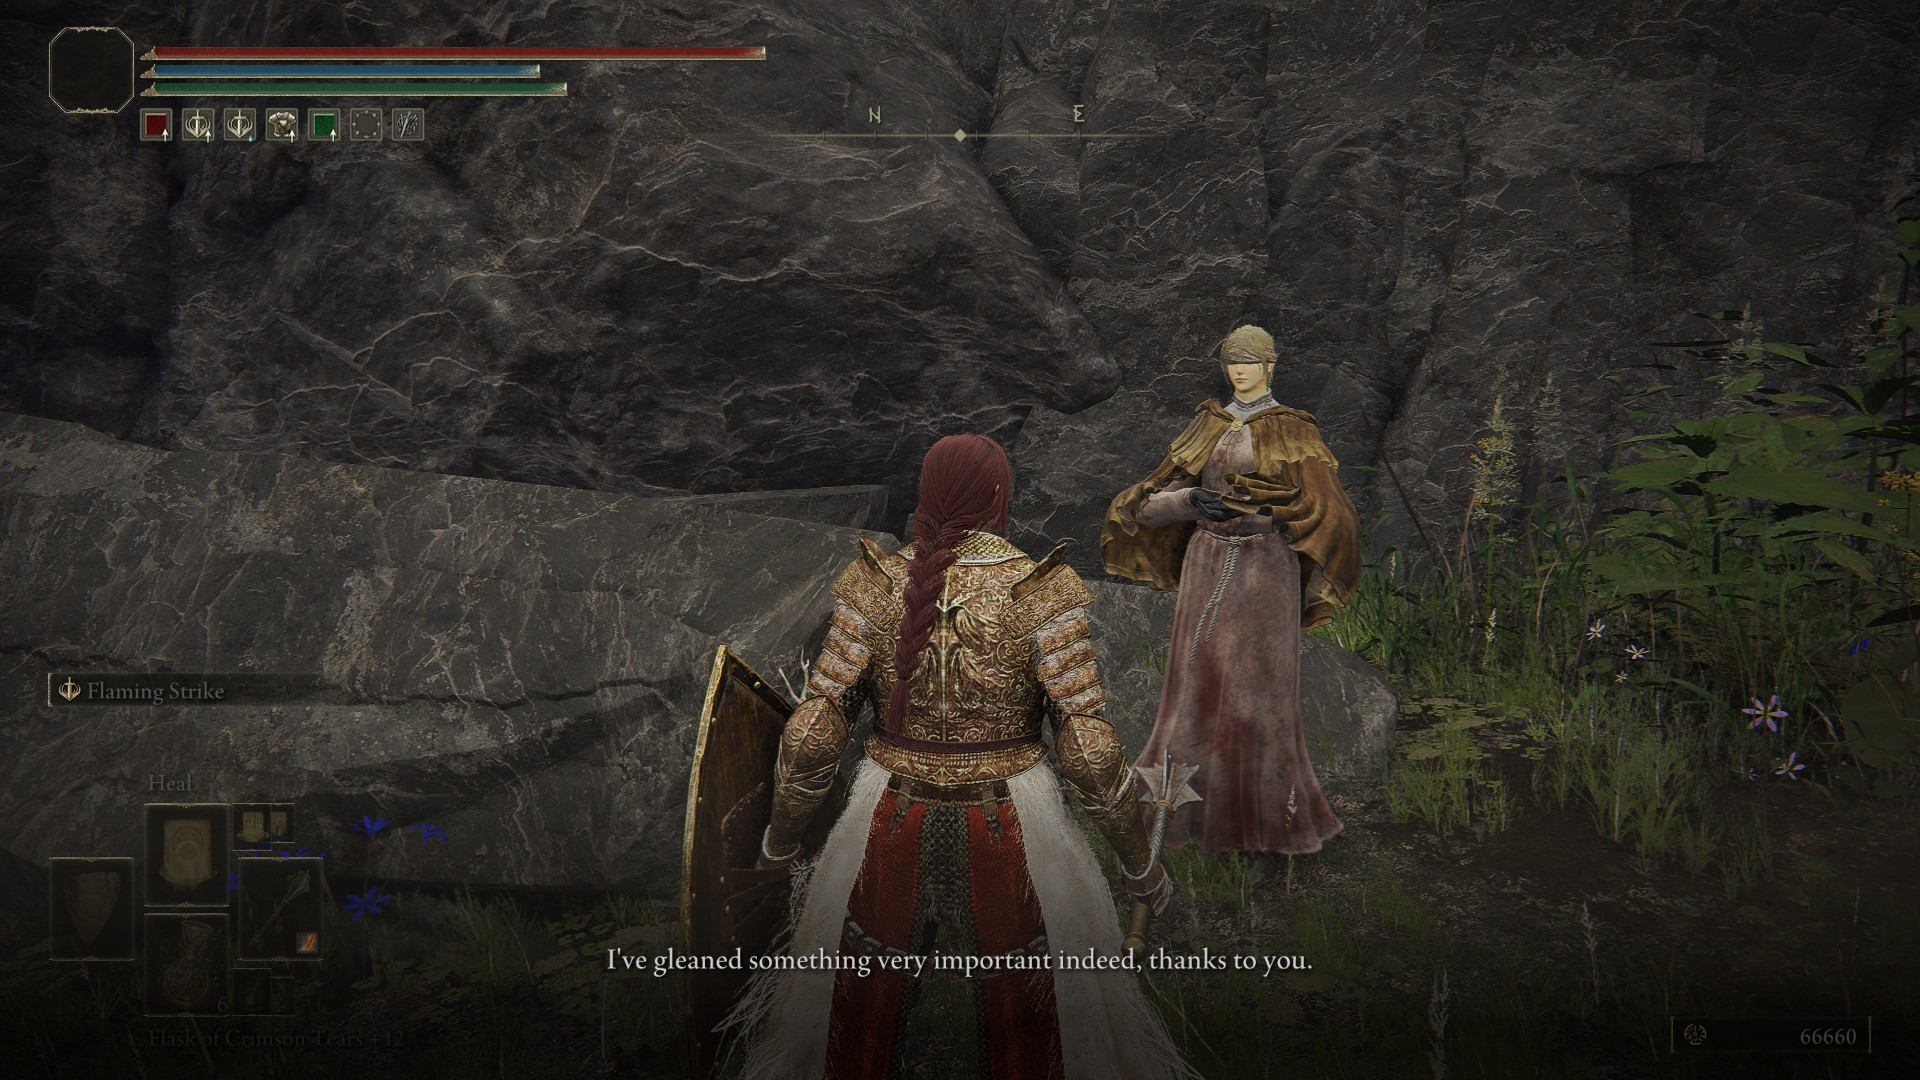 N
E
Flaming Strike
Heal
I've gleaned something very important indeed, thanks to you.
6
Flask of Crimson Tears +12
66660